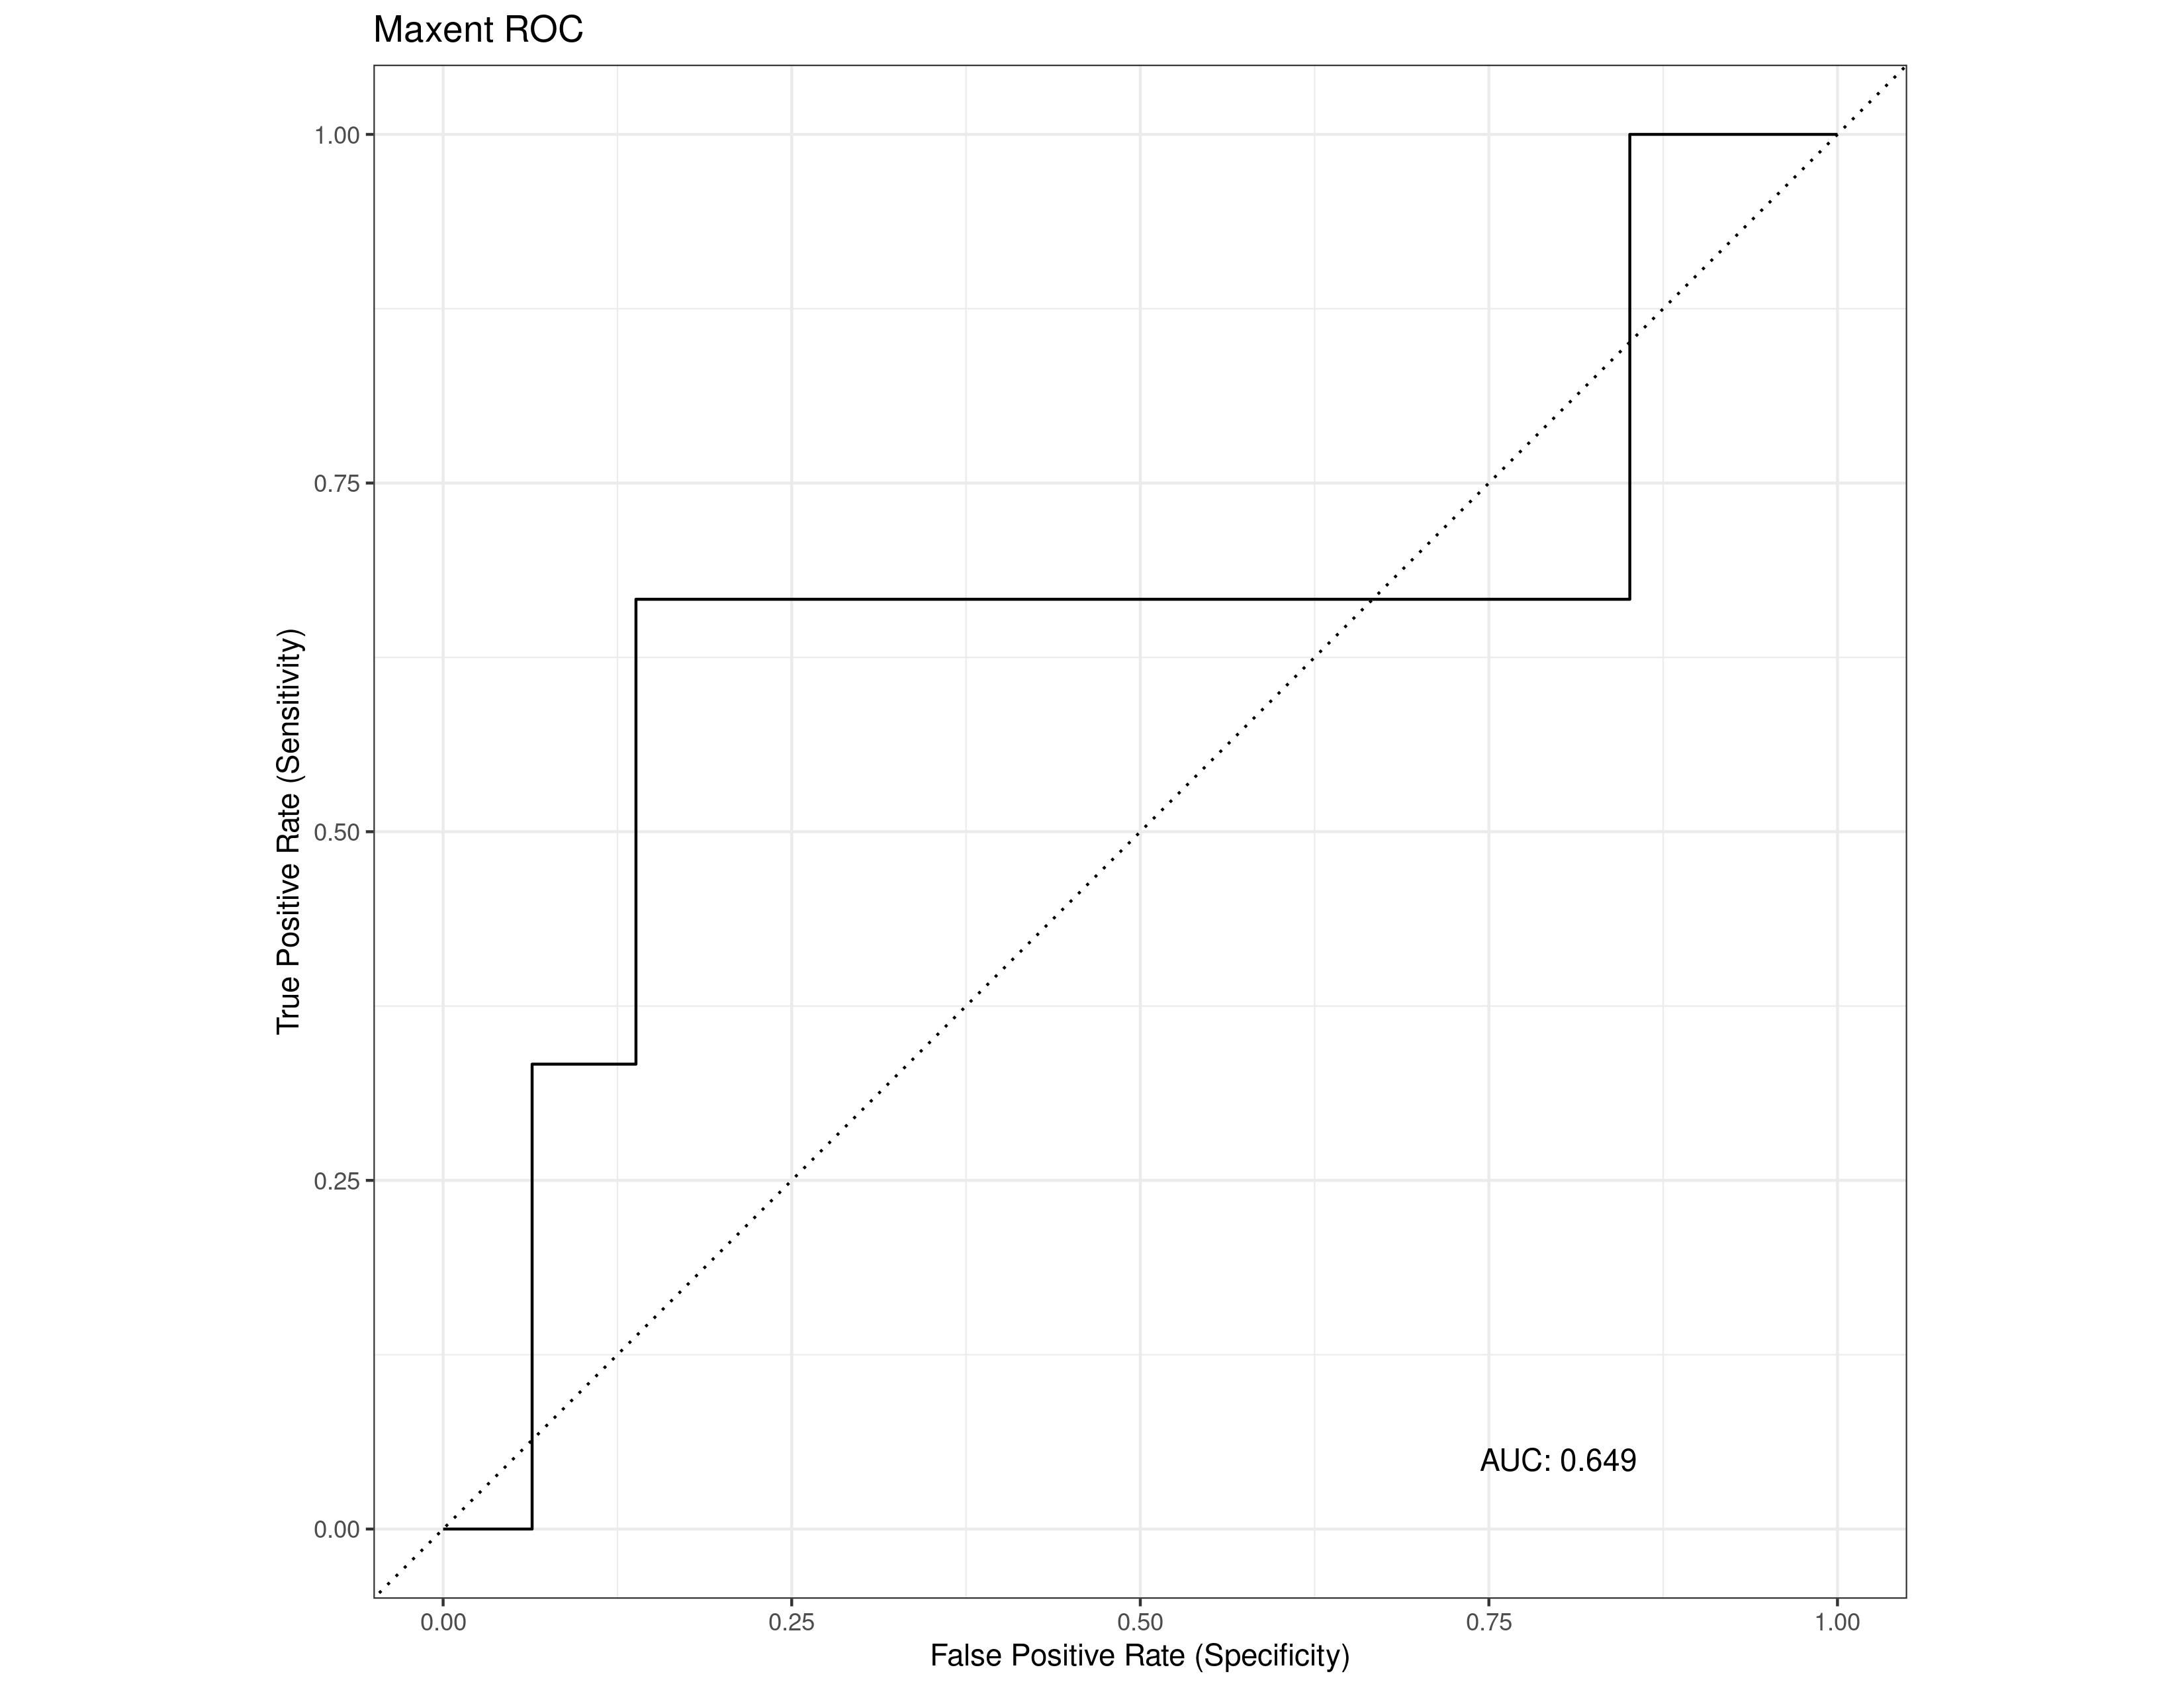 Maxent ROC
1.00
0.75
0.50
0.25
0.00
True Positive Rate (Sensitivity)
AUC: 0.649
0.00 0.25 0.50 0.75 1.00
False Positive Rate (Specificity)